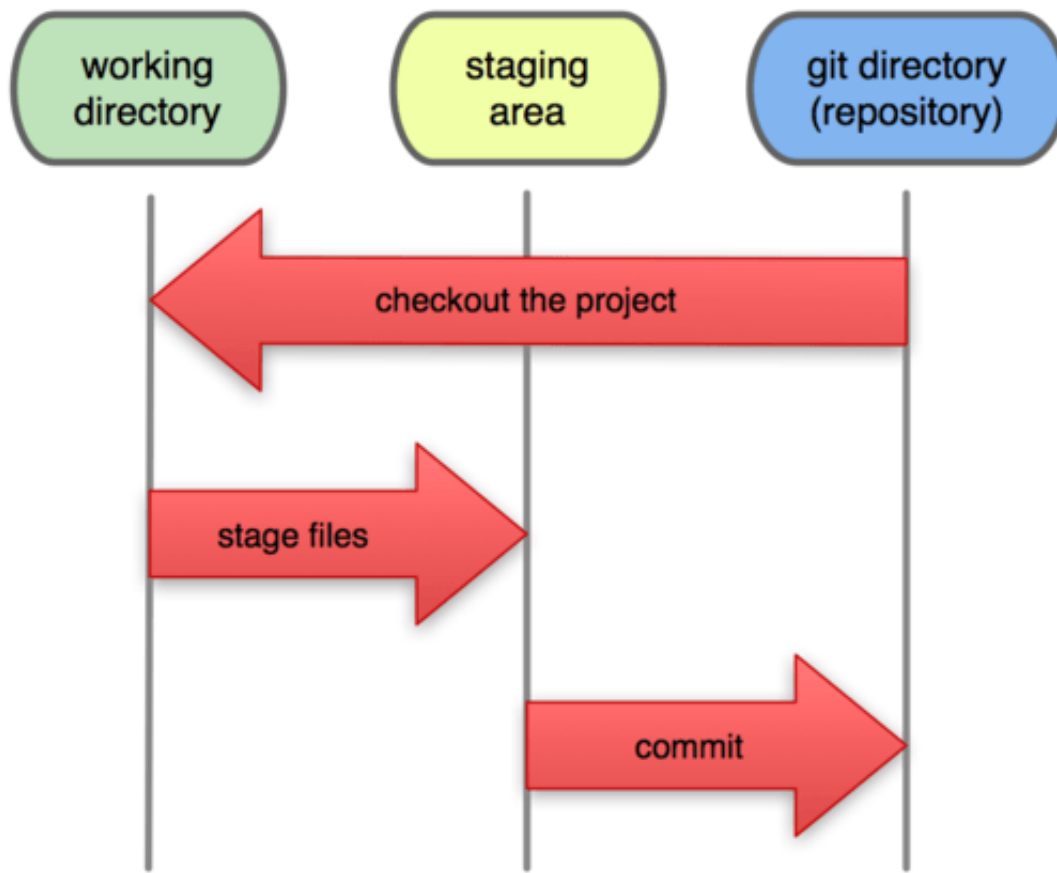 working
directory
staging
area
git directory
(repository)
checkout the project
stage files
commit